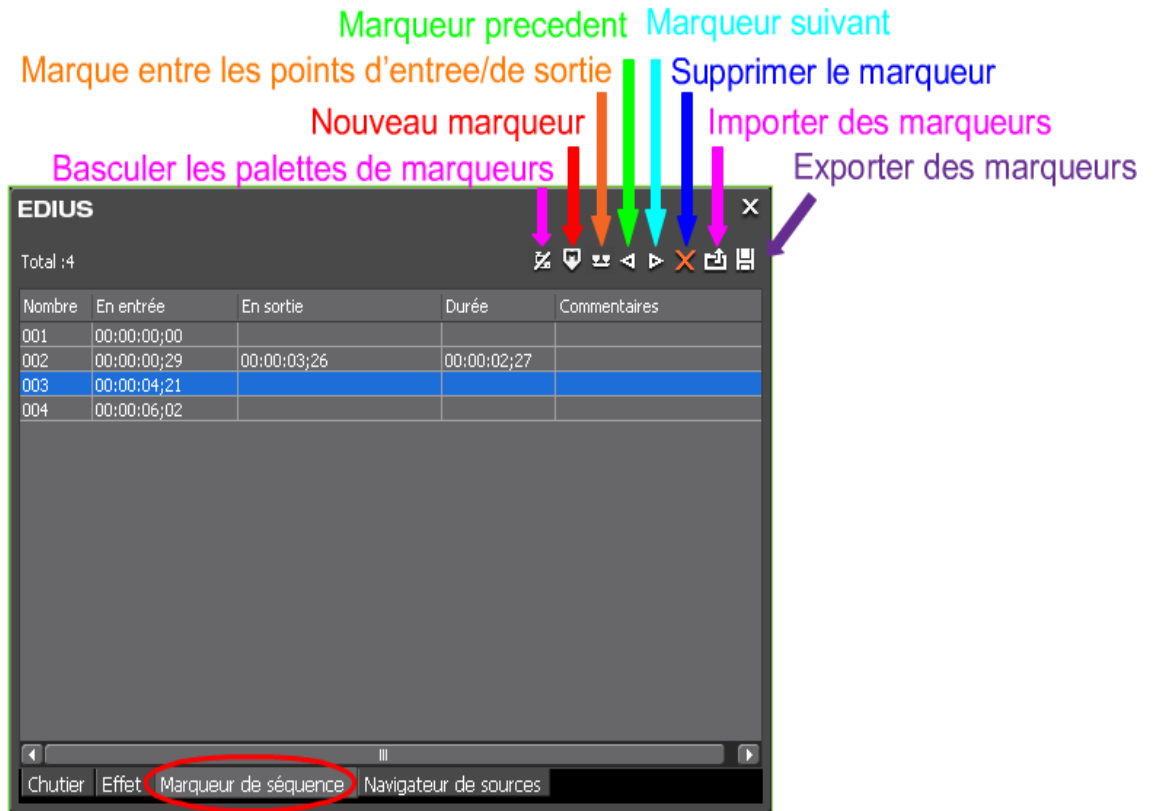 Marqueur precedent Marqueur suivant
Marque entre les points d'entree/de sortie Supprimer le marqueur
Nouveau marqueur Importer des marqueurs
Basculer les palettes de marqueurs Exporter des marqueurs
EDIUS
Total :4
Nombre En entrée En sortie Durée Commentaires
001 00:00:00;00
002 00:00:00;29 00:00:03;26 00:00:02;27
003 00:00:04;21
004 00:00:06;02
Chutier Effet Marqueur de séquence Navigateur de sources